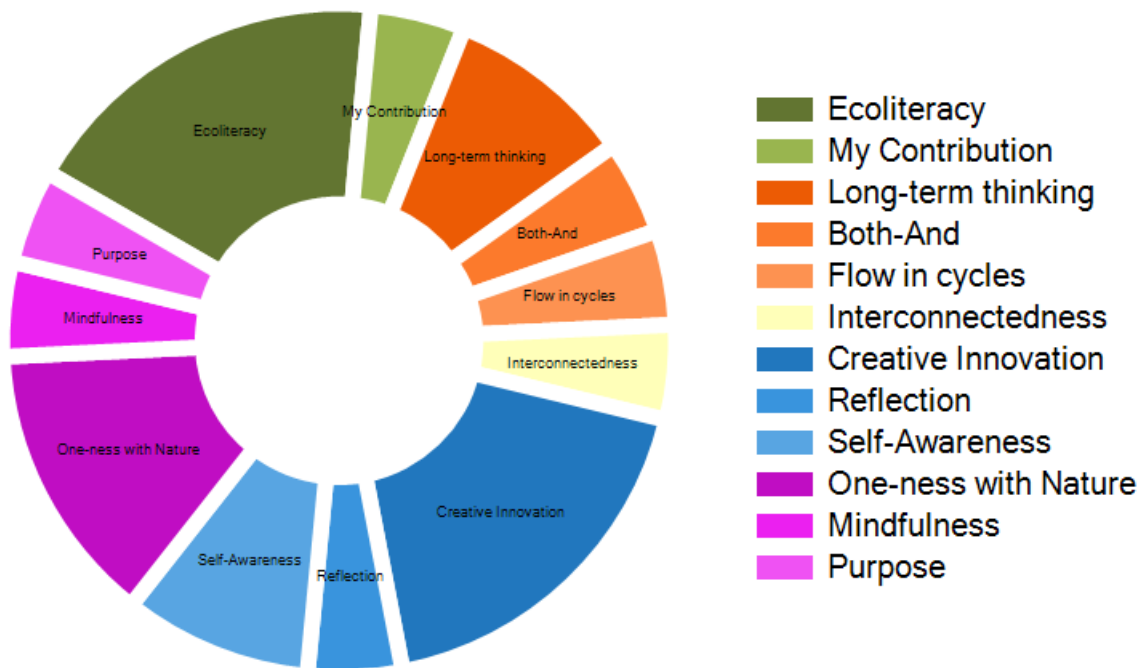 Ecoliteracy
My Contribution
Long-term thinking
Both-And
Flow in cycles
Interconnectedness
Creative Innovation
Reflection
Self-Awareness
One-ness with Nature
Mindfulness
Purpose
Ecoliteracy
My Contribution
Long-term thinking
Both-And
Flow in cycles
Interconnectedness
Creative Innovation
Reflection
Self-Awareness
One-ness with Nature
Mindfulness
Purpose